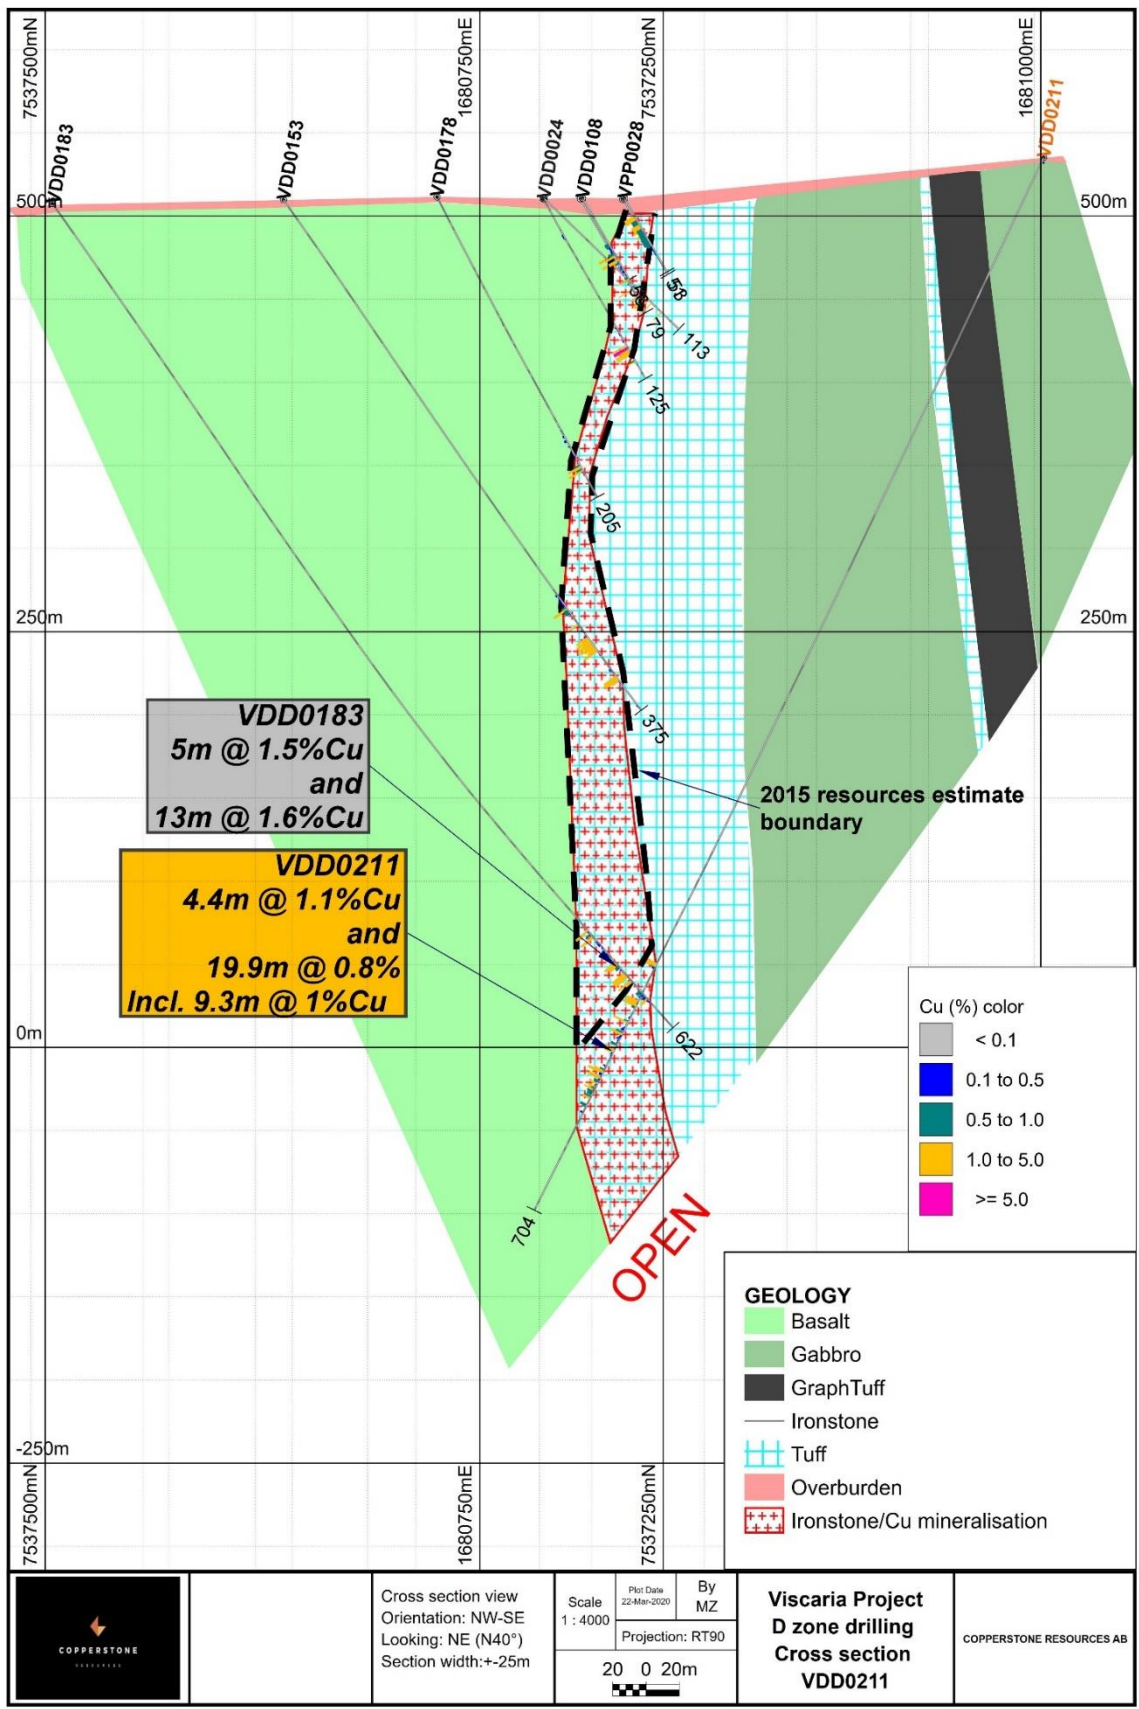 7537500mN
1680750mE
7537250mN
1681000mE
VDD0183
VDD0153
VDD0178
VDD0024
VDD0108
VPP0028
VDD0211
500m
500m
58
79
113
125
205
250m
250m
375
VDD0183
5m @ 1.5%Cu
and
13m @ 1.6%Cu
2015 resources estimate
boundary
VDD0211
4.4m @ 1.1%Cu
and
19.9m @ 0.8%
Incl. 9.3m @ 1%Cu
0m
622
704
OPEN
Cu (%) color
< 0.1
0.1 to 0.5
0.5 to 1.0
1.0 to 5.0
>= 5.0
GEOLOGY
Basalt
Gabbro
GraphTuff
Ironstone
Tuff
Overburden
Ironstone/Cu mineralisation
-250m
7537500mN
1680750mE
7537250mN
COPPERSTONE
RESOURCES
Cross section view
Orientation: NW-SE
Looking: NE (N40°)
Section width:+-25m
Scale
1 : 4000
Plot Date
22-Mar-2020
By
MZ
Projection: RT90
20 0 20m
Viscaria Project
D zone drilling
Cross section
VDD0211
COPPERSTONE RESOURCES AB